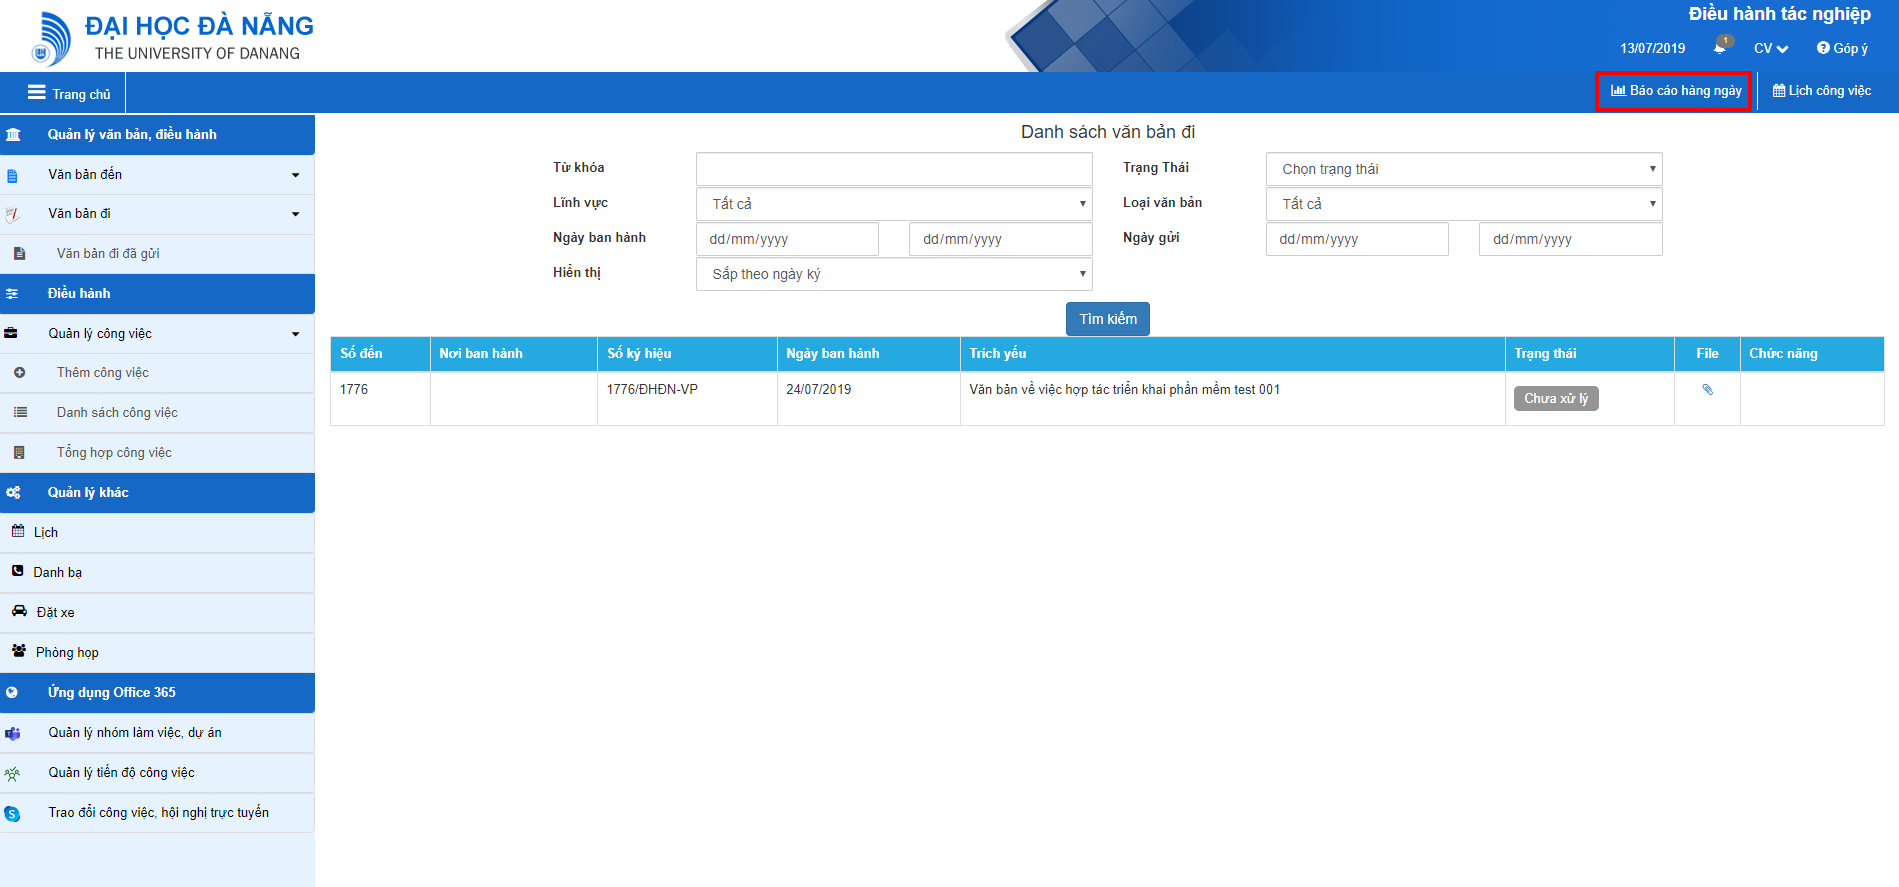 ĐẠI HỌC ĐÀ NẴNG
THE UNIVERSITY OF DANANG
Điều hành tác nghiệp
13/07/2019 1 CV Góp ý
Trang chủ
Báo cáo hàng ngày
Lịch công việc
Quản lý văn bản, điều hành
Văn bản đến
Văn bản đi
Văn bản đi đã gửi
Điều hành
Quản lý công việc
Thêm công việc
Danh sách công việc
Tổng hợp công việc
Quản lý khác
Lịch
Danh bạ
Đặt xe
Phòng họp
Ứng dụng Office 365
Quản lý nhóm làm việc, dự án
Quản lý tiến độ công việc
Trao đổi công việc, hội nghị trực tuyến
Danh sách văn bản đi
Từ khóa
Trạng Thái Chọn trạng thái
Lĩnh vực Tất cả
Loại văn bản Tất cả
Ngày ban hành dd/mm/yyyy dd/mm/yyyy
Ngày gửi dd/mm/yyyy dd/mm/yyyy
Hiển thị Sắp theo ngày ký
Tìm kiếm
Số đến Nơi ban hành Số ký hiệu Ngày ban hành Trích yếu Trạng thái File Chức năng
1776 1776/ĐHĐN-VP 24/07/2019 Văn bản về việc hợp tác triển khai phần mềm test 001 Chưa xử lý